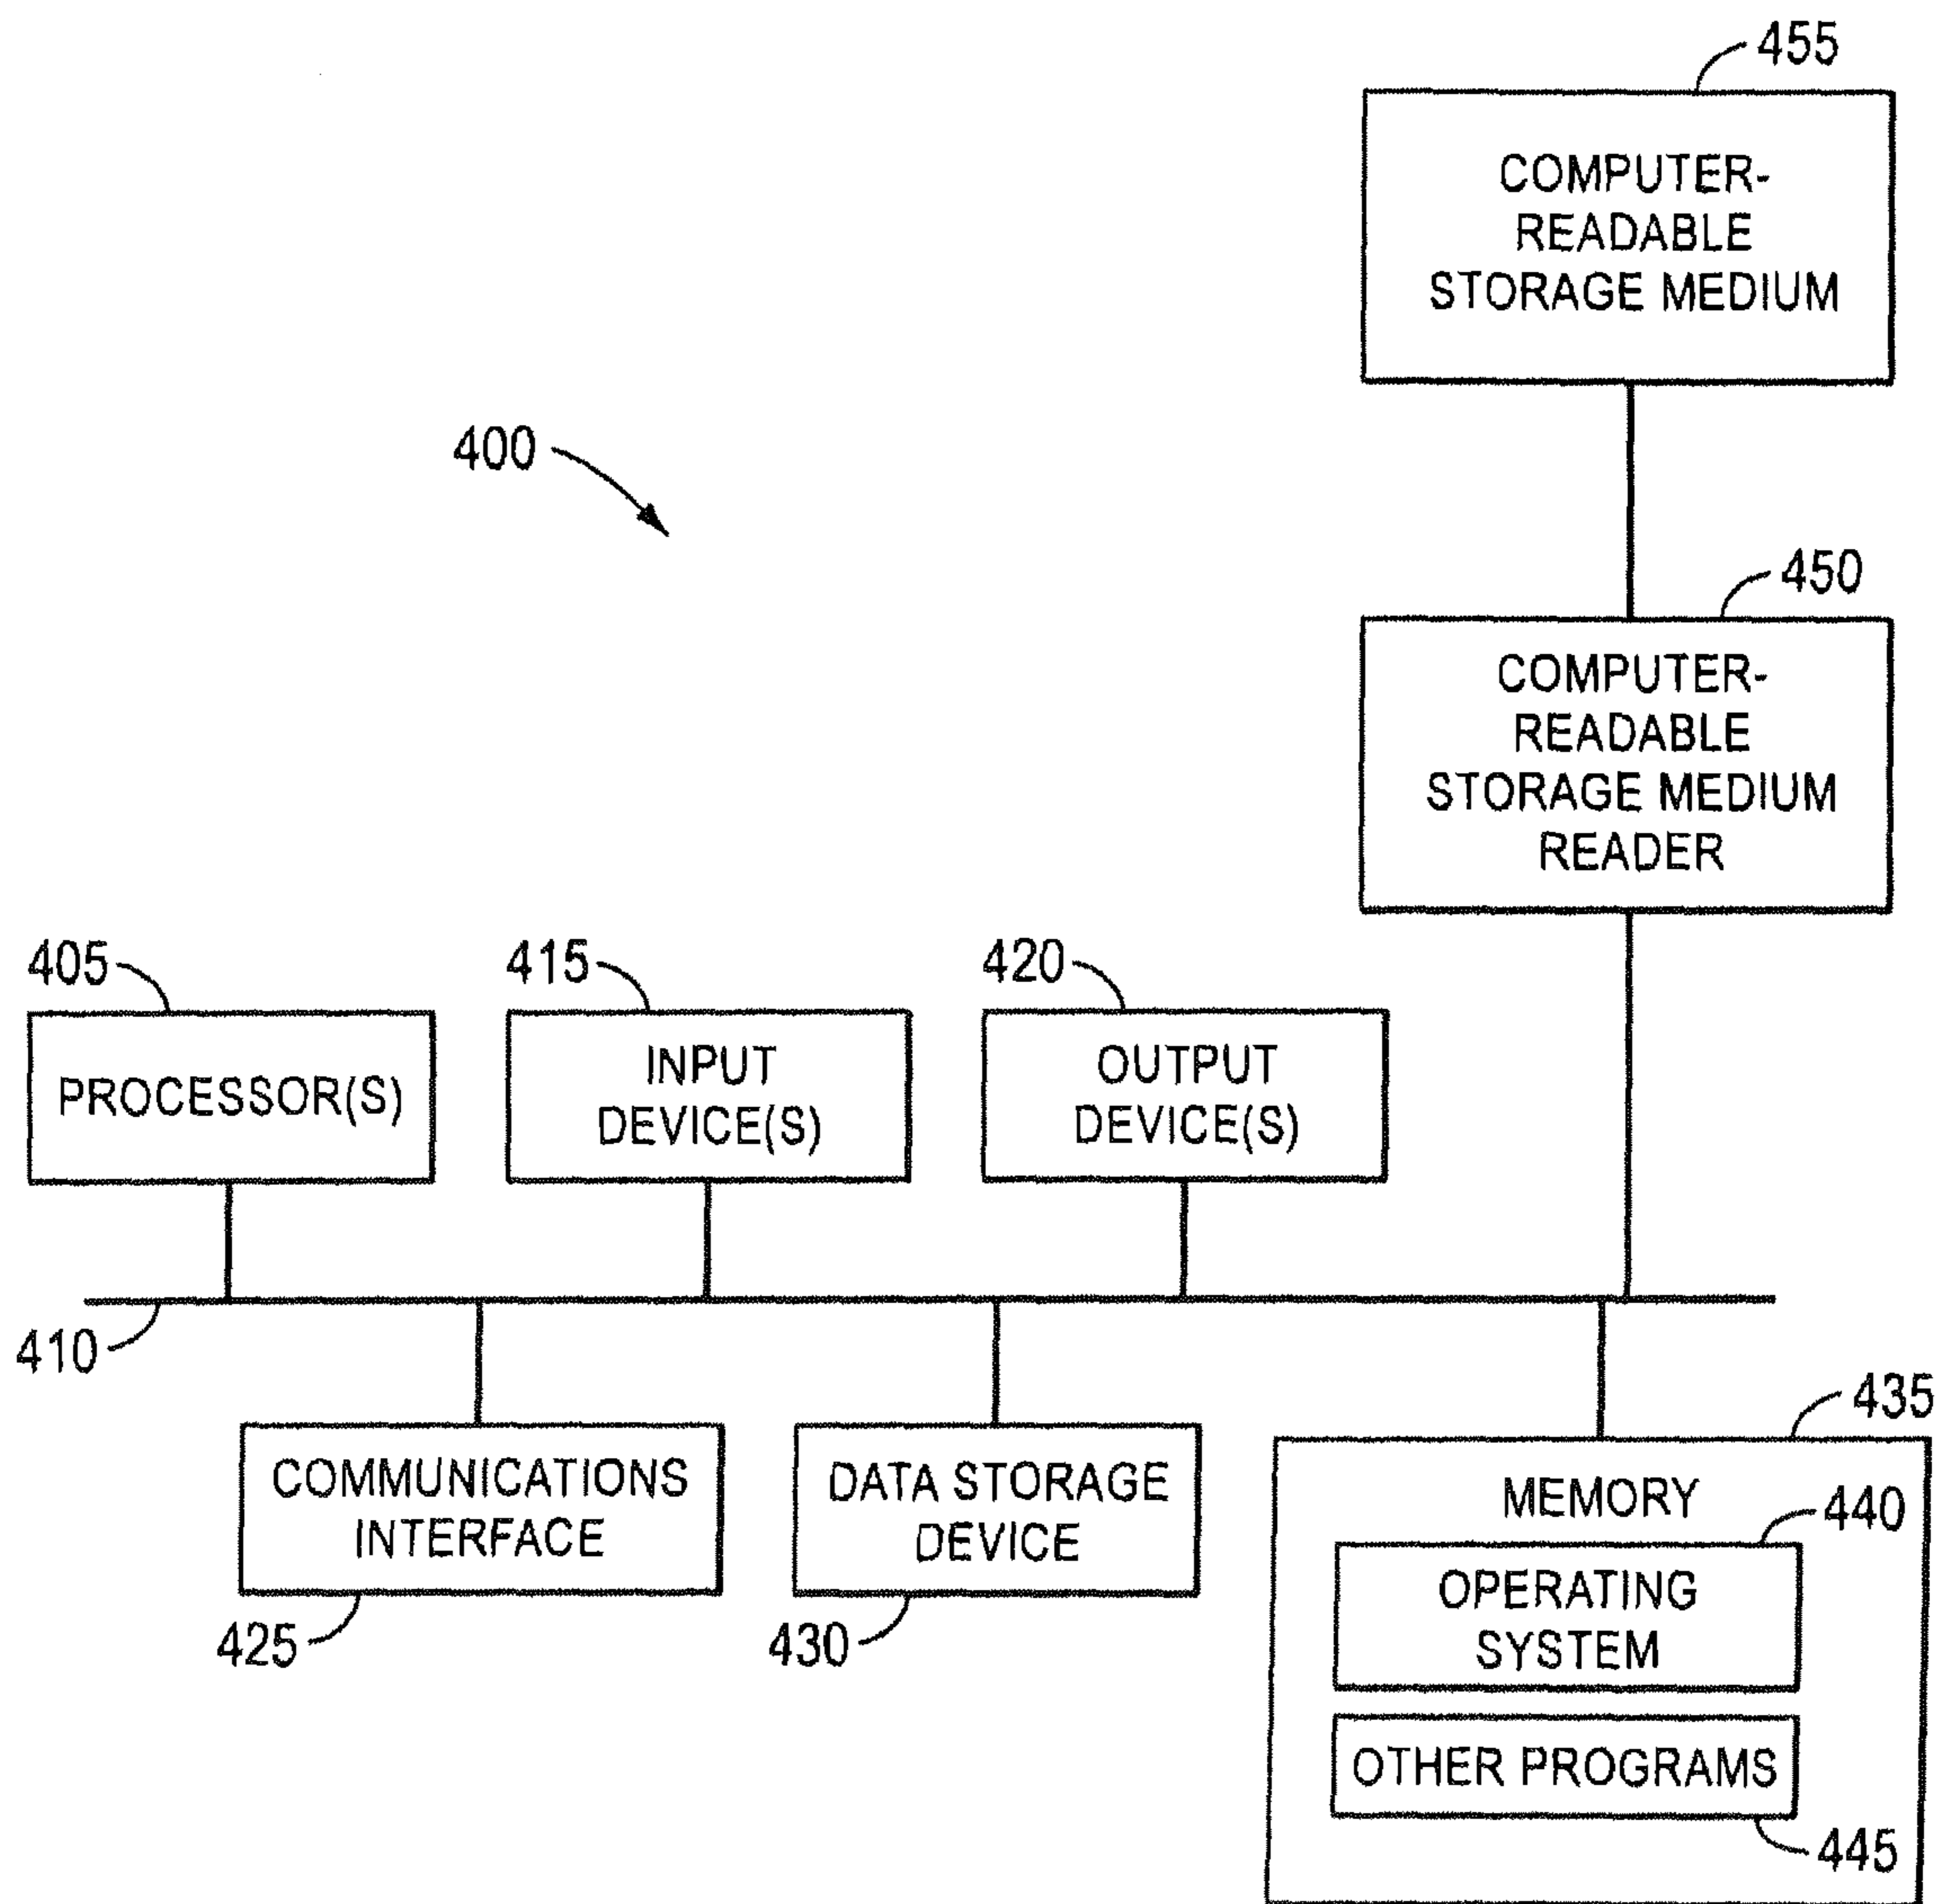 455
COMPUTER-
READABLE
STORAGE MEDIUM
400
450
COMPUTER-
READABLE
STORAGE MEDIUM
READER
405
415
420
PROCESSOR(S)
INPUT
DEVICE(S)
OUTPUT
DEVICE(S)
410
COMMUNICATIONS
INTERFACE
425
DATA STORAGE
DEVICE
430
435
MEMORY
440
OPERATING
SYSTEM
OTHER PROGRAMS
445